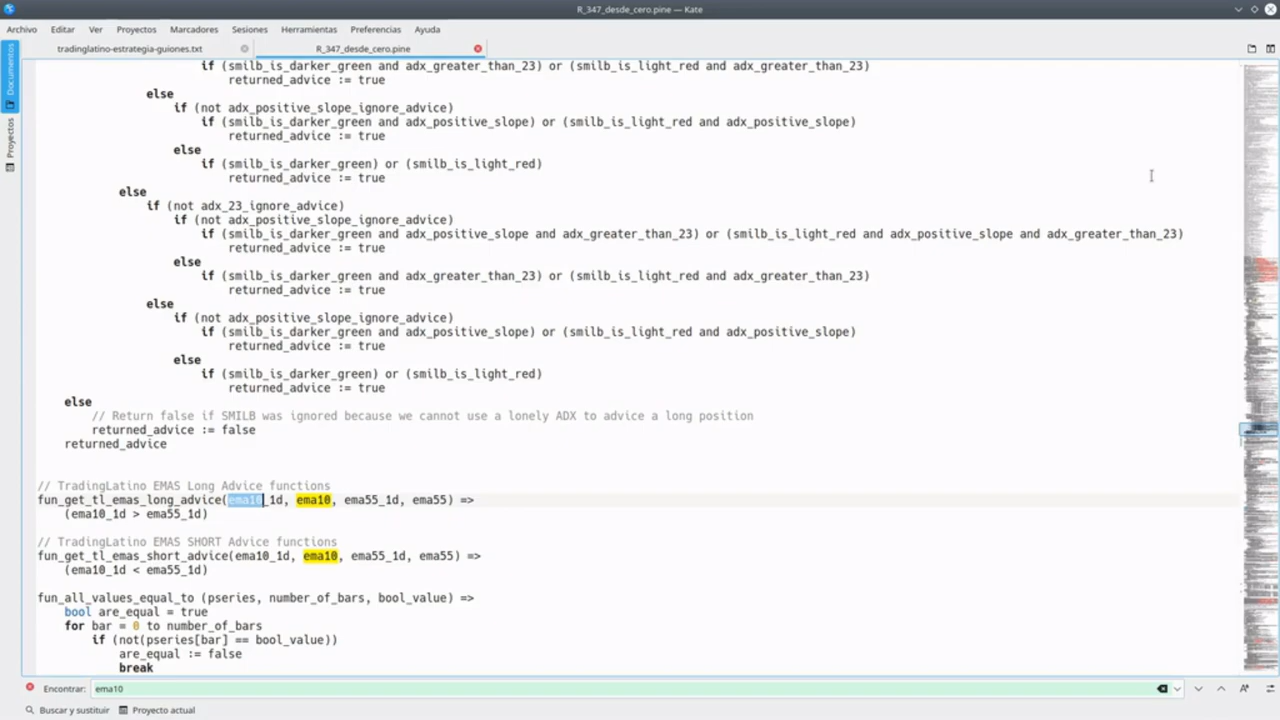 R_347_desde_cero.pine — Kate
Archivo Editar Ver Proyectos Marcadores Sesiones Herramientas Preferencias Ayuda
tradinglatino-estrategia-guiones.txt R_347_desde_cero.pine
Documentos
Proyectos
if (smilb_is_darker_green and adx_greater_than_23) or (smilb_is_light_red and adx_greater_than_23)
returned_advice := true
else
if (not adx_positive_slope_ignore_advice)
if (smilb_is_darker_green and adx_positive_slope) or (smilb_is_light_red and adx_positive_slope)
returned_advice := true
else
if (smilb_is_darker_green) or (smilb_is_light_red)
returned_advice := true
else
if (not adx_23_ignore_advice)
if (not adx_positive_slope_ignore_advice)
if (smilb_is_darker_green and adx_positive_slope and adx_greater_than_23) or (smilb_is_light_red and adx_positive_slope and adx_greater_than_23)
returned_advice := true
else
if (smilb_is_darker_green and adx_greater_than_23) or (smilb_is_light_red and adx_greater_than_23)
returned_advice := true
else
if (not adx_positive_slope_ignore_advice)
if (smilb_is_darker_green and adx_positive_slope) or (smilb_is_light_red and adx_positive_slope)
returned_advice := true
else
if (smilb_is_darker_green) or (smilb_is_light_red)
returned_advice := true
else
// Return false if SMILB was ignored because we cannot use a lonely ADX to advice a long position
returned_advice := false
returned_advice
// TradingLatino EMAS Long Advice functions
fun_get_tl_emas_long_advice(ema10_1d, ema10, ema55_1d, ema55) =>
(ema10_1d > ema55_1d)
// TradingLatino EMAS SHORT Advice functions
fun_get_tl_emas_short_advice(ema10_1d, ema10, ema55_1d, ema55) =>
(ema10_1d < ema55_1d)
fun_all_values_equal_to (pseries, number_of_bars, bool_value) =>
bool are_equal = true
for bar = 0 to number_of_bars
if (not(pseries[bar] == bool_value))
are_equal := false
break
Encontrar: ema10
Buscar y sustituir Proyecto actual